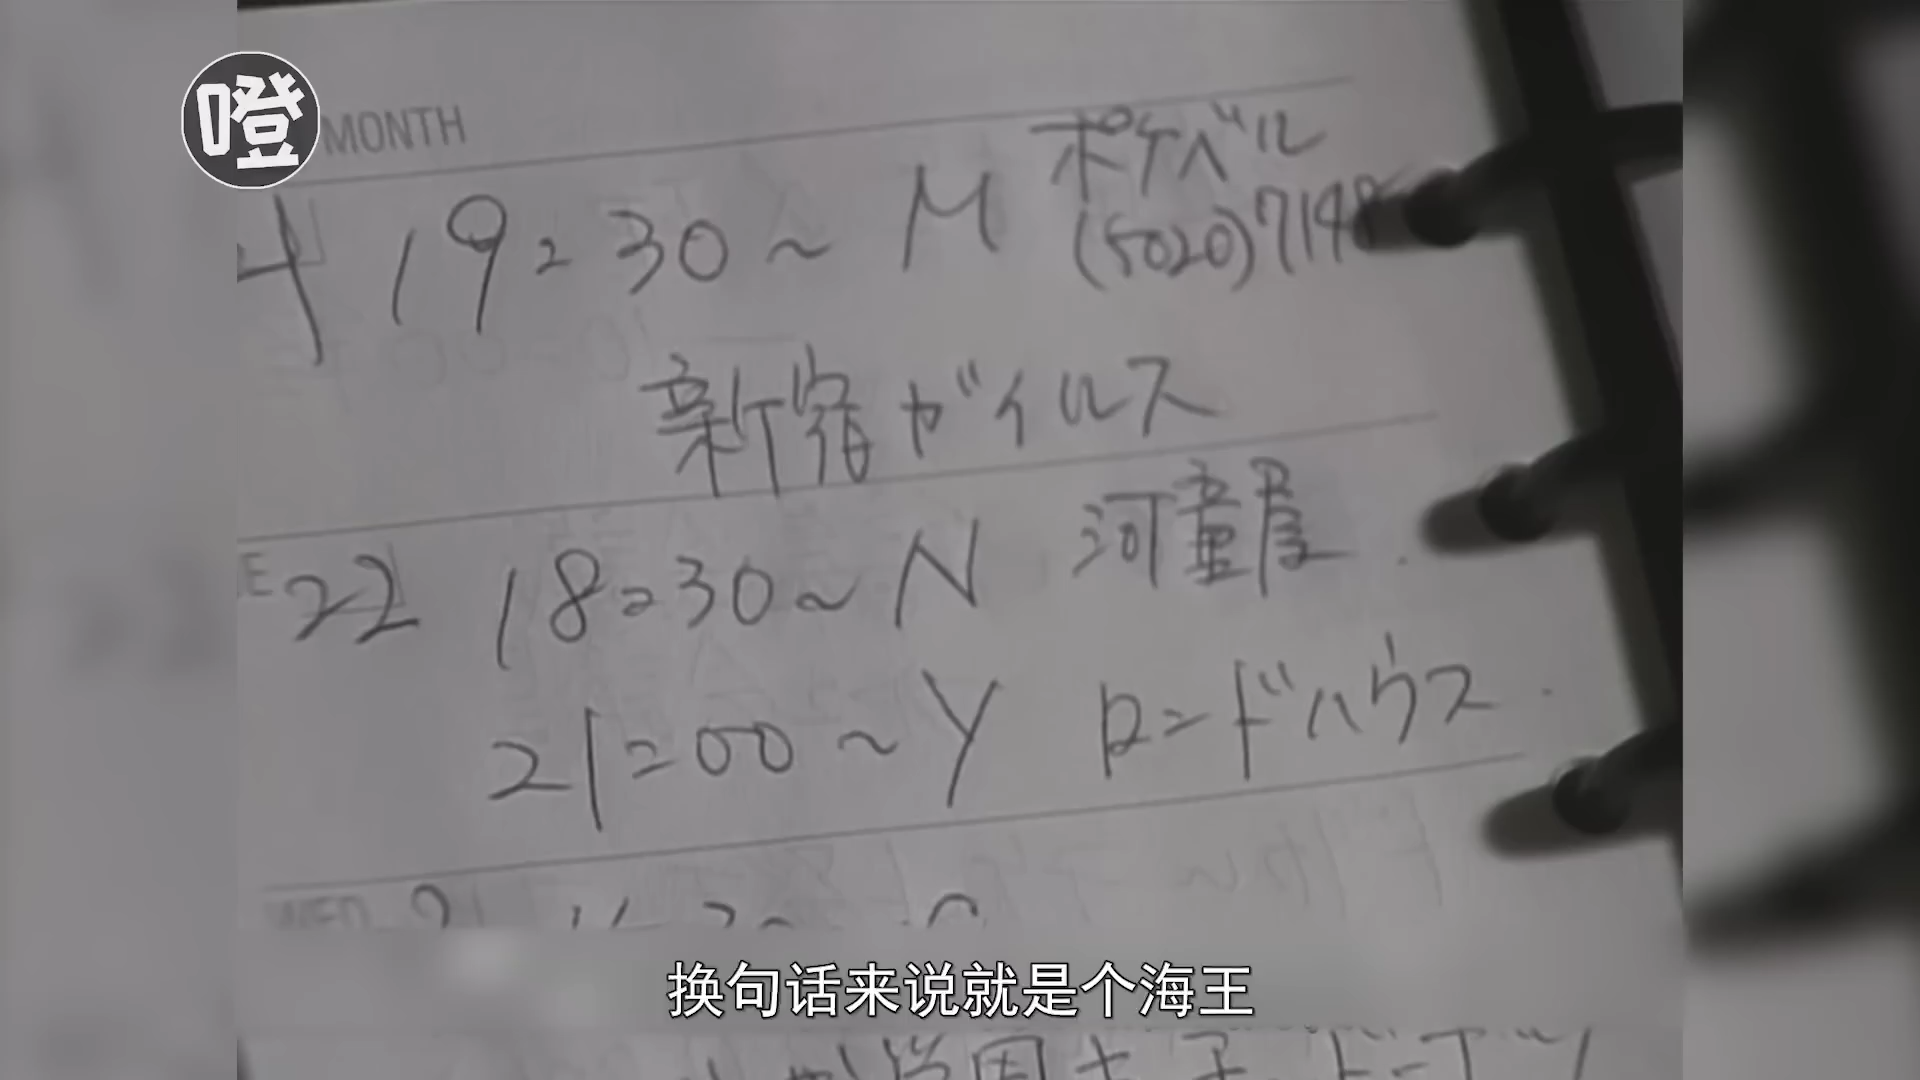 噔
MONTH
4 19:30~ M ポケベル
(5020)7148
新宿ガイルス
22 18:30~ N 河童屋
21:00~ Y ロードハウス
WED
换句话来说就是个海王